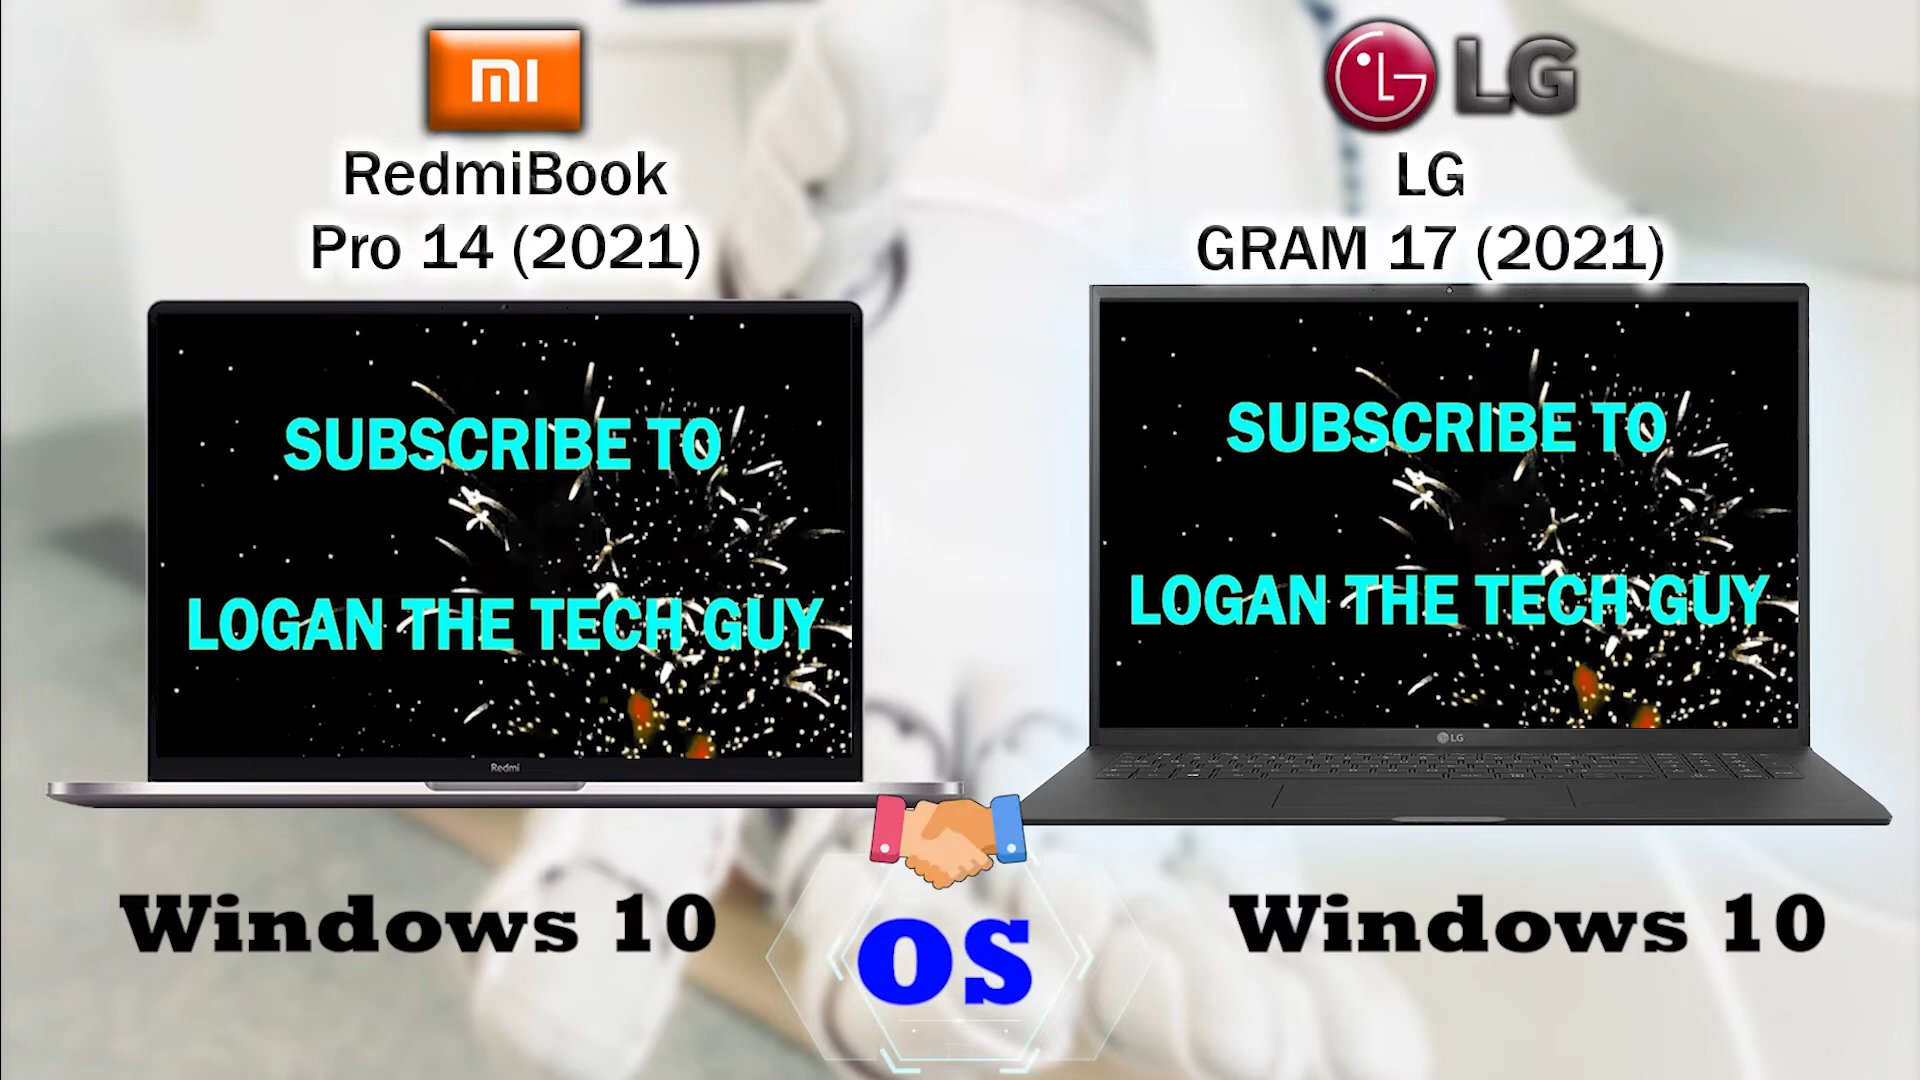 mi
RedmiBook
Pro 14 (2021)
SUBSCRIBE TO
LOGAN THE TECH GUY
Redmi
Windows 10
LG
LG
GRAM 17 (2021)
SUBSCRIBE TO
LOGAN THE TECH GUY
LG
Windows 10
OS